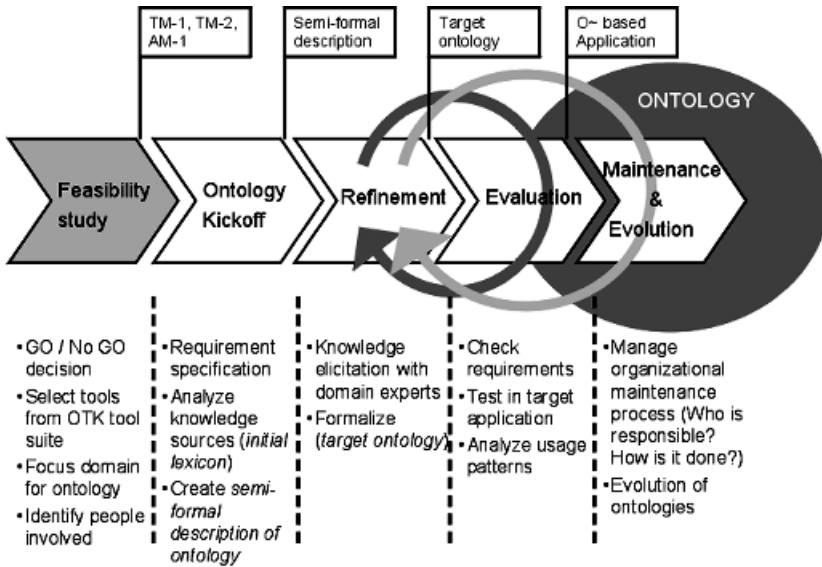 TM-1, TM-2,
AM-1
Semi-formal
description
Target
ontology
O~ based
Application
ONTOLOGY
Feasibility
study
Ontology
Kickoff
Refinement
Evaluation
Maintenance
&
Evolution
•GO / No GO
decision
•Select tools
from OTK tool
suite
•Focus domain
for ontology
•Identify people
involved
•Requirement
specification
•Analyze
knowledge
sources (initial
lexicon)
•Create semi-
formal
description of
ontology
•Knowledge
elicitation with
domain experts
•Formalize
(target ontology)
•Check
requirements
•Test in target
application
•Analyze usage
patterns
•Manage
organizational
maintenance
process (Who is
responsible?
How is it done?)
•Evolution of
ontologies